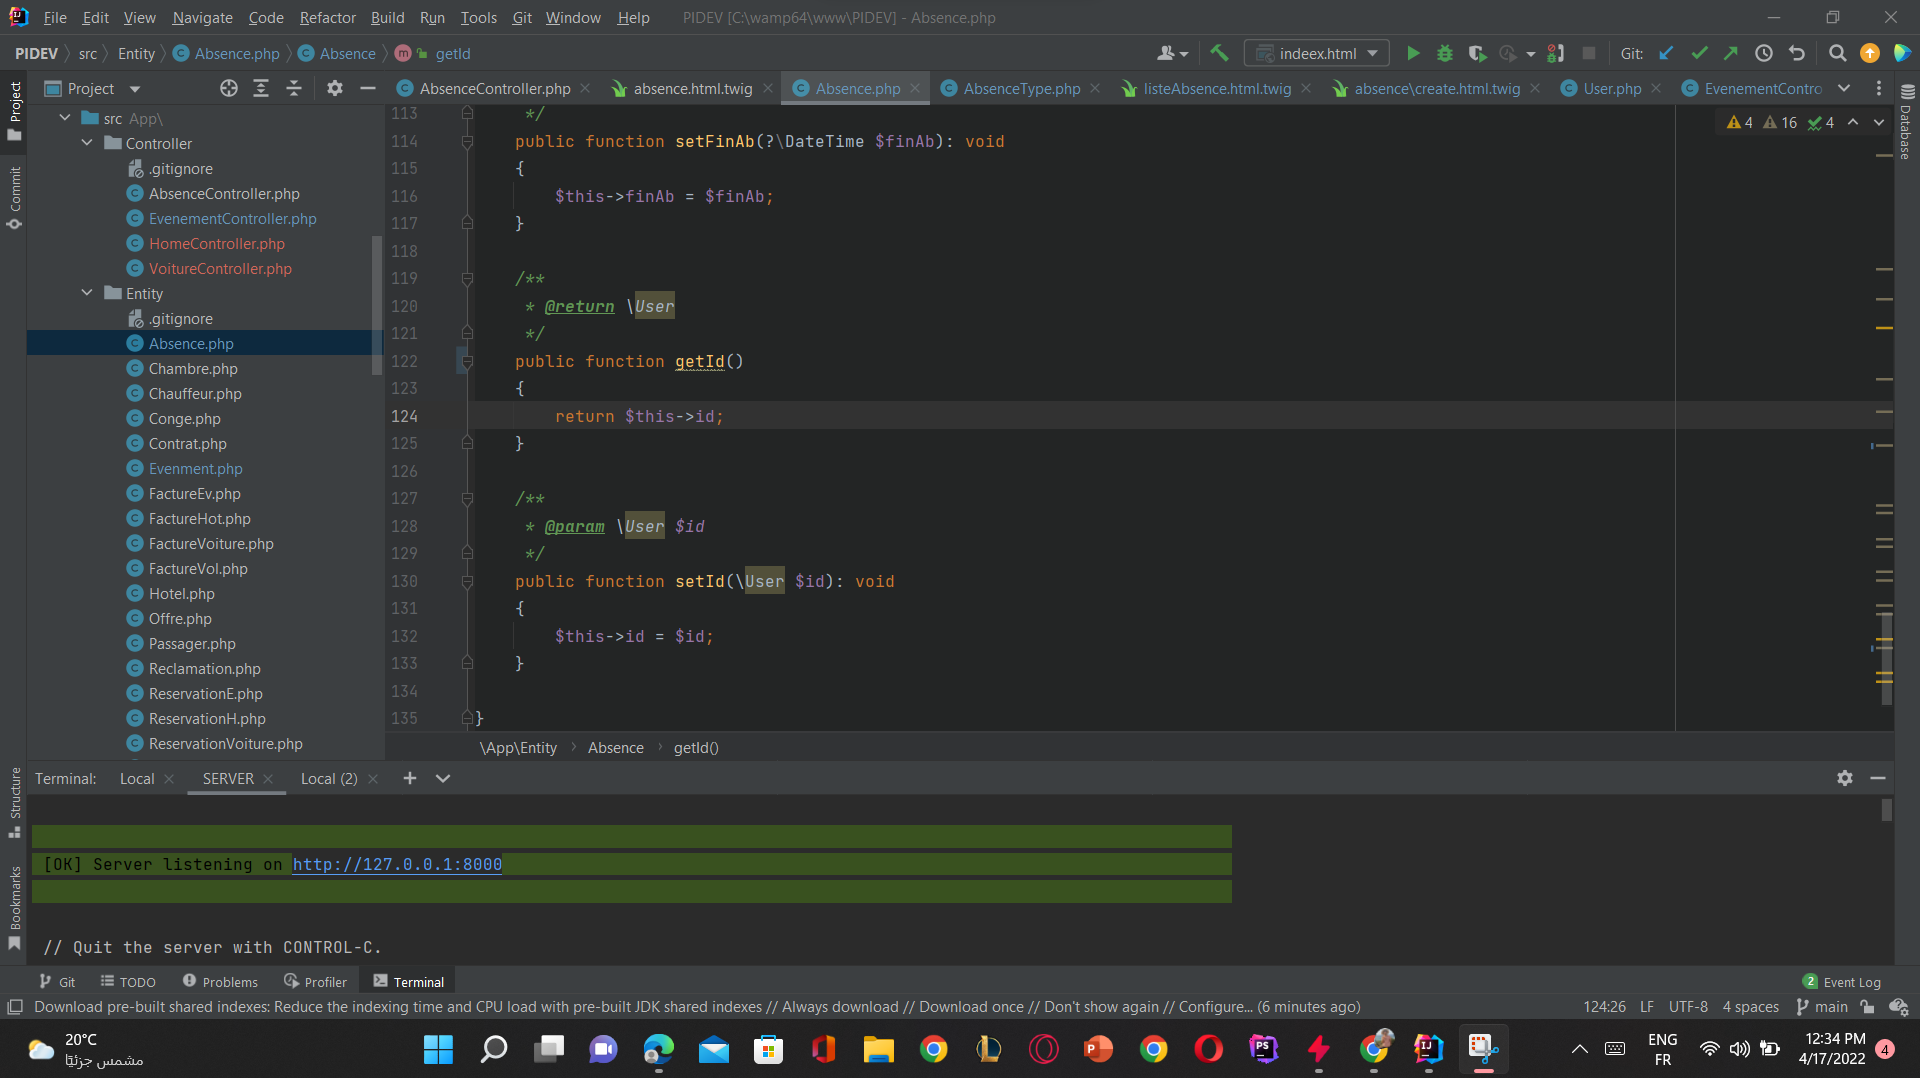 File Edit View Navigate Code Refactor Build Run Tools Git Window Help PIDEV [C:\wamp64\www\PIDEV] - Absence.php
PIDEV src Entity Absence.php Absence m getId indeex.html Git:
Project AbsenceController.php absence.html.twig Absence.php AbsenceType.php listeAbsence.html.twig absence\create.html.twig User.php EvenementContro
Project
Commit
Structure
Bookmarks
Database
src App\
Controller
.gitignore
AbsenceController.php
EvenementController.php
HomeController.php
VoitureController.php
Entity
.gitignore
Absence.php
Chambre.php
Chauffeur.php
Conge.php
Contrat.php
Evenment.php
FactureEv.php
FactureHot.php
FactureVoiture.php
FactureVol.php
Hotel.php
Offre.php
Passager.php
Reclamation.php
ReservationE.php
ReservationH.php
ReservationVoiture.php
4 16 4
113 */
114 public function setFinAb(?\DateTime $finAb): void
115 {
116 $this->finAb = $finAb;
117 }
118
119 /**
120 * @return \User
121 */
122 public function getId()
123 {
124 return $this->id;
125 }
126
127 /**
128 * @param \User $id
129 */
130 public function setId(\User $id): void
131 {
132 $this->id = $id;
133 }
134
135 }
\App\Entity Absence getId()
Terminal: Local SERVER Local (2)
[OK] Server listening on http://127.0.0.1:8000
// Quit the server with CONTROL-C.
Git TODO Problems Profiler Terminal 2 Event Log
Download pre-built shared indexes: Reduce the indexing time and CPU load with pre-built JDK shared indexes // Always download // Download once // Don't show again // Configure... (6 minutes ago) 124:26 LF UTF-8 4 spaces main
20°C
مشمس جزئيًا
ENG
FR
12:34 PM
4/17/2022
4